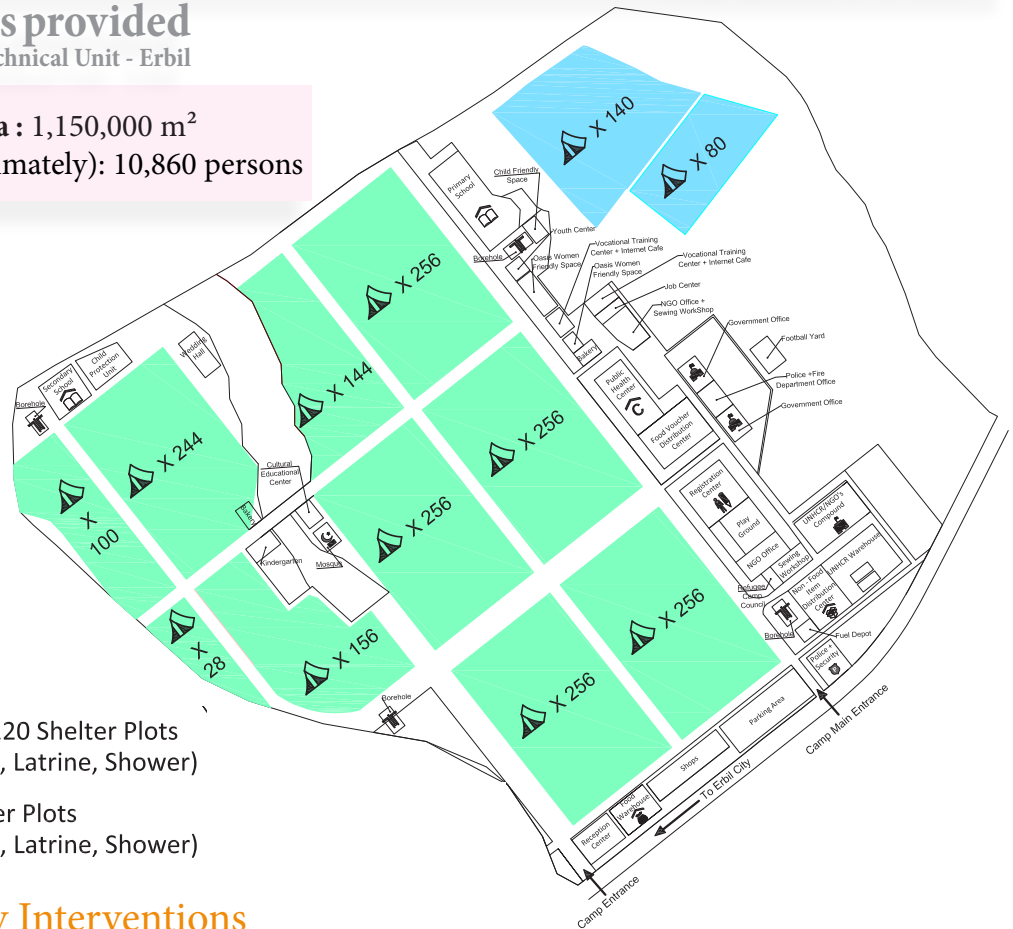 s provided
chnical Unit - Erbil
a : 1,150,000 m²
imately): 10,860 persons
X 140
X 80
Primary
School
Child Friendly
Space
Youth Center
Borehole
Oasis Women
Friendly Space
Vocational Training
Center + Internet Cafe
Oasis Women
Friendly Space
Vocational Training
Center + Internet Cafe
Job Center
NGO Office +
Sewing WorkShop
Bakery
Government Office
Football Yard
Police +Fire
Department Office
Government Office
Public
Health
Center
Food Voucher
Distribution
Center
X 256
X 144
X 256
X 256
X 244
X
100
X
28
X 156
X 256
X 256
Wedding
Hall
Child
Protection
Unit
Secondary
School
Borehole
Cultural
Educational
Center
Bakery
Kindergarten
Mosque
Registration
Center
Play
Ground
NGO Office
Sewing
Workshop
UNHCR/NGO's
Compound
UNHCR Warehouse
Refugee
Camp
Council
Non - Food
Item
Distribution
Center
Borehole
Fuel Depot
Police +
Security
Borehole
Parking Area
Shops
Food
Warehouse
Reception
Center
Camp Main Entrance
To Erbil City
Camp Entrance
20 Shelter Plots
, Latrine, Shower)
er Plots
, Latrine, Shower)
y Interventions